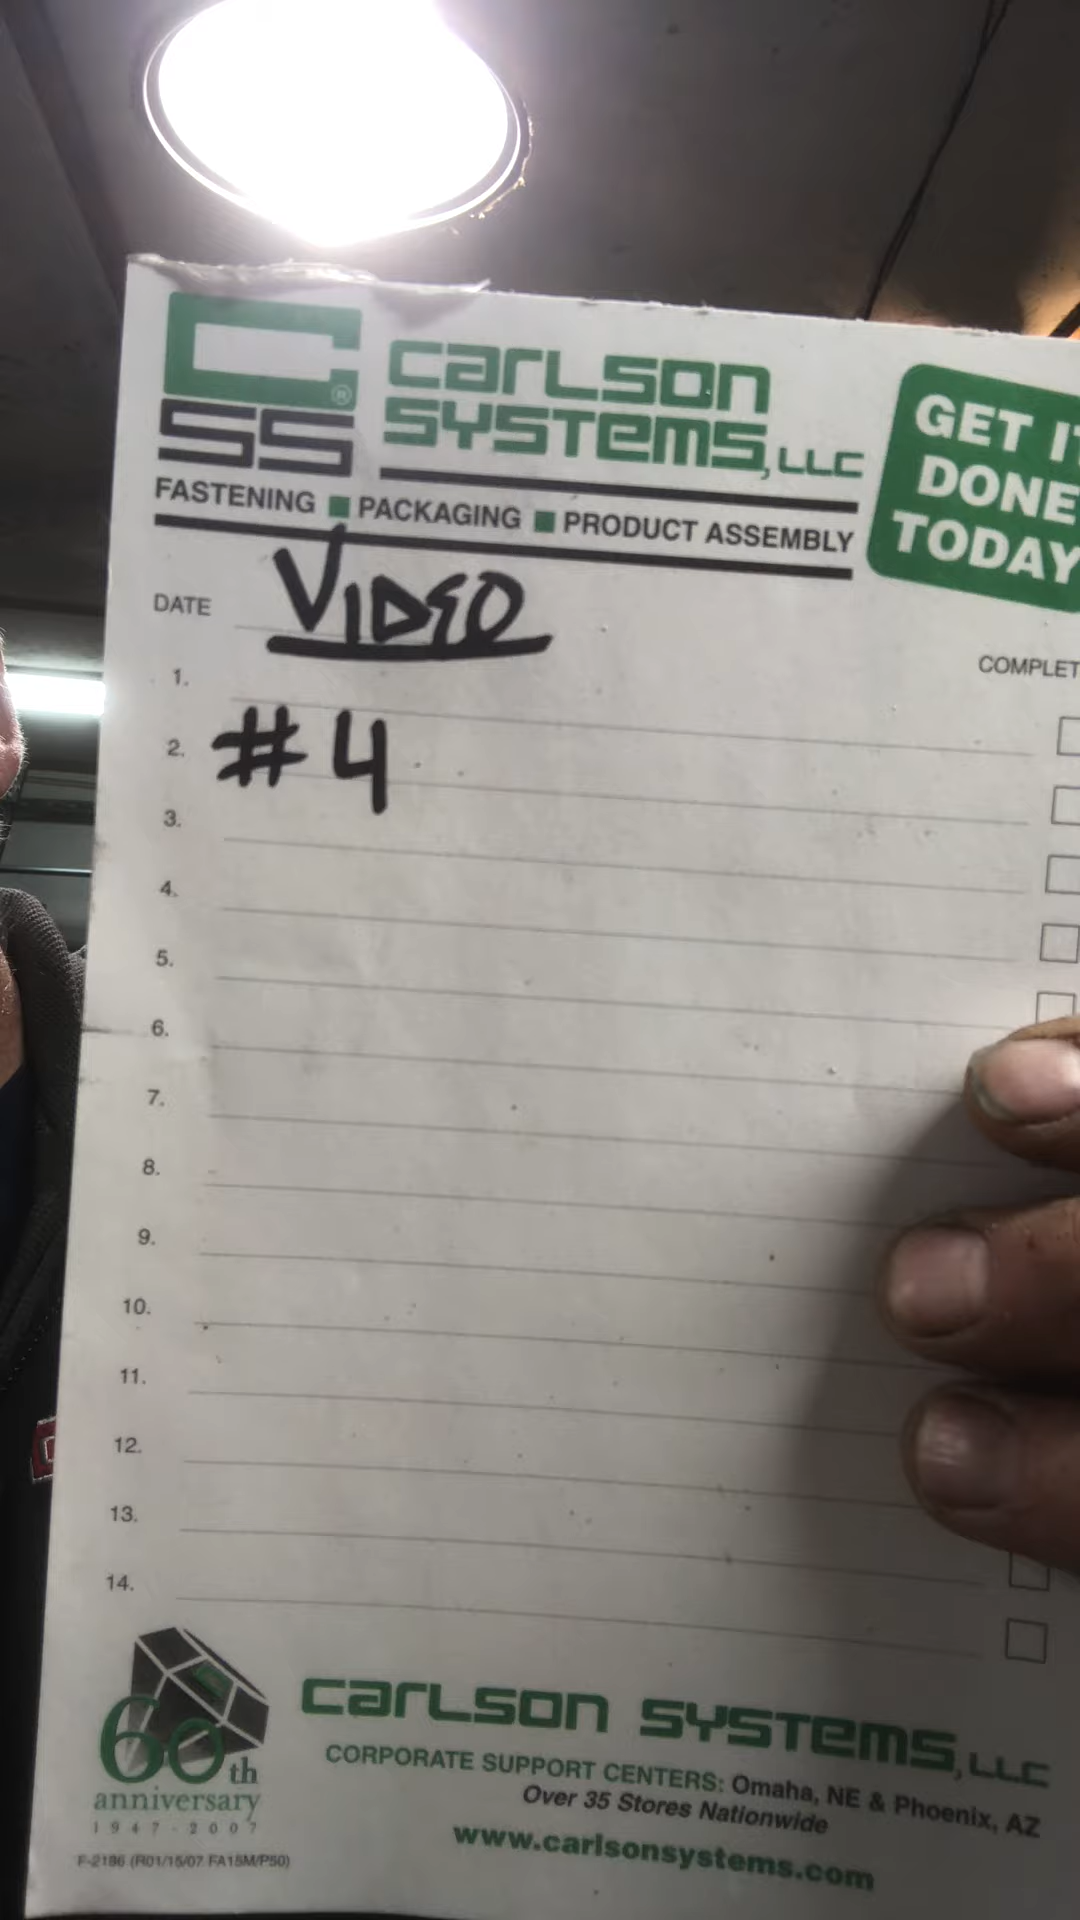 CARLSON
SYSTEMS, LLC
C
SS
®
FASTENING ■ PACKAGING ■ PRODUCT ASSEMBLY
GET IT
DONE
TODAY
DATE VIDEO
COMPLET
1.
2. #4
3.
4.
5.
6.
7.
8.
9.
10.
11.
12.
13.
14.
60th
anniversary
1947-2007
CARLSON SYSTEMS, LLC
CORPORATE SUPPORT CENTERS: Omaha, NE & Phoenix, AZ
Over 35 Stores Nationwide
www.carlsonsystems.com
F-2186 (R01/15/07 FA15M/P50)